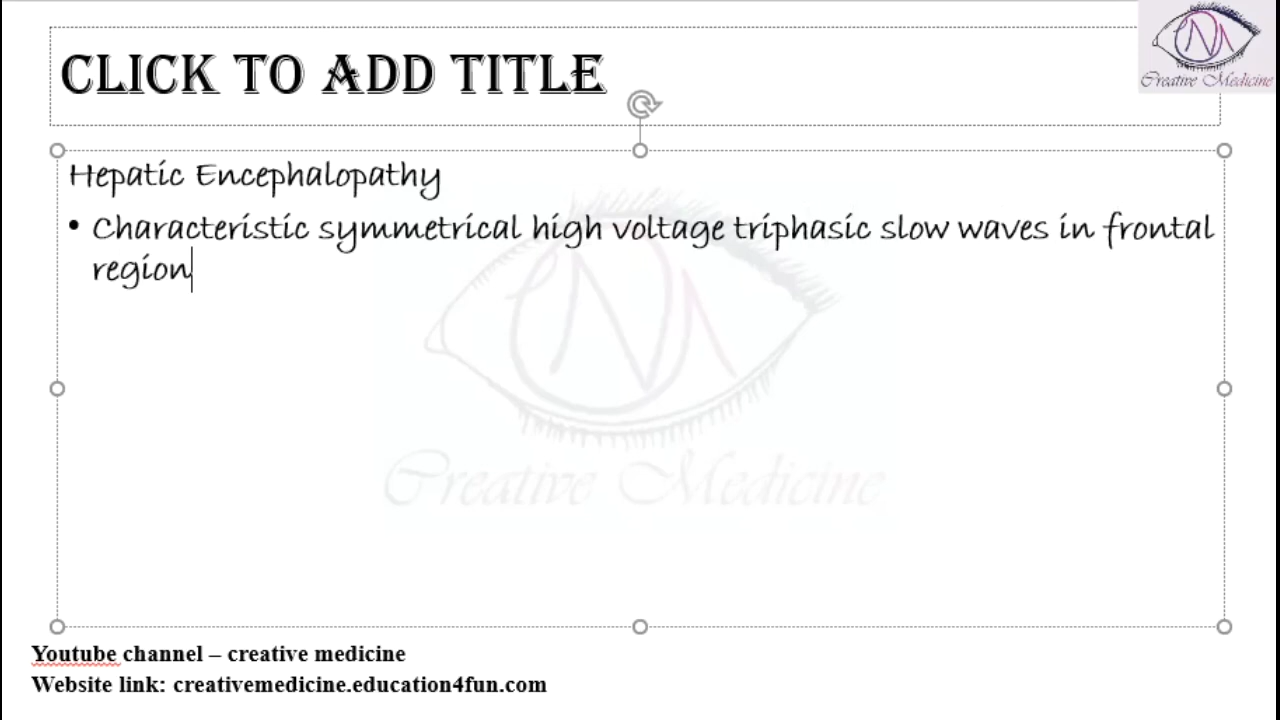 CLICK TO ADD TITLE
Creative Medicine
Hepatic Encephalopathy
• Characteristic symmetrical high voltage triphasic slow waves in frontal
region
Creative Medicine
Youtube channel – creative medicine
Website link: creativemedicine.education4fun.com